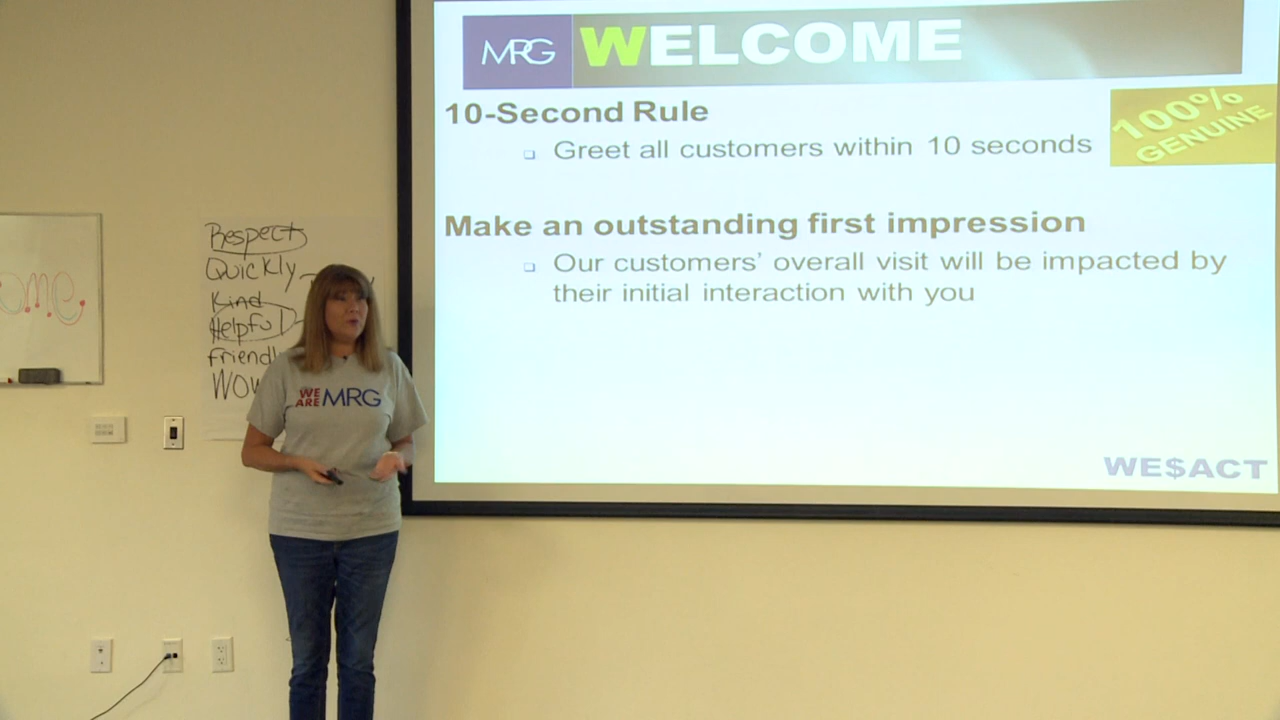 MRG WELCOME
10-Second Rule
❑ Greet all customers within 10 seconds
100%
GENUINE
Make an outstanding first impression
❑ Our customers’ overall visit will be impacted by
their initial interaction with you
WE$ACT
Respect
Quickly
Kind
Helpful
WE
ARE MRG